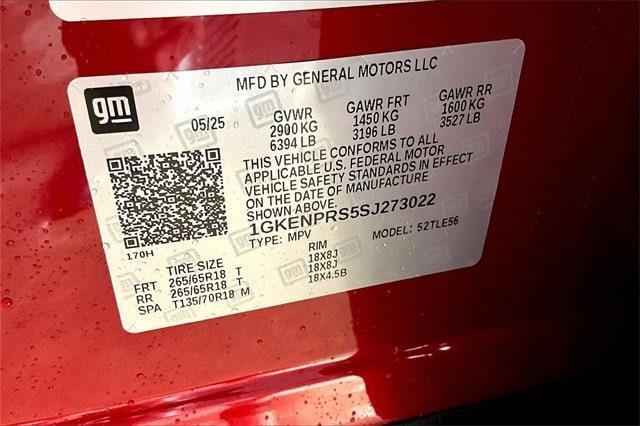 MFD BY GENERAL MOTORS LLC
gm
05/25 GVWR GAWR FRT GAWR RR
2900 KG 1450 KG 1600 KG
6394 LB 3196 LB 3527 LB
THIS VEHICLE CONFORMS TO ALL
APPLICABLE U.S. FEDERAL MOTOR
VEHICLE SAFETY STANDARDS IN EFFECT
ON THE DATE OF MANUFACTURE
SHOWN ABOVE.
1GKENPRS5SJ273022
TYPE: MPV MODEL: 52TLE56
170H
TIRE SIZE RIM
FRT 265/65R18 T 18X8J
RR 265/65R18 T 18X8J
SPA T135/70R18 M 18X4.5B